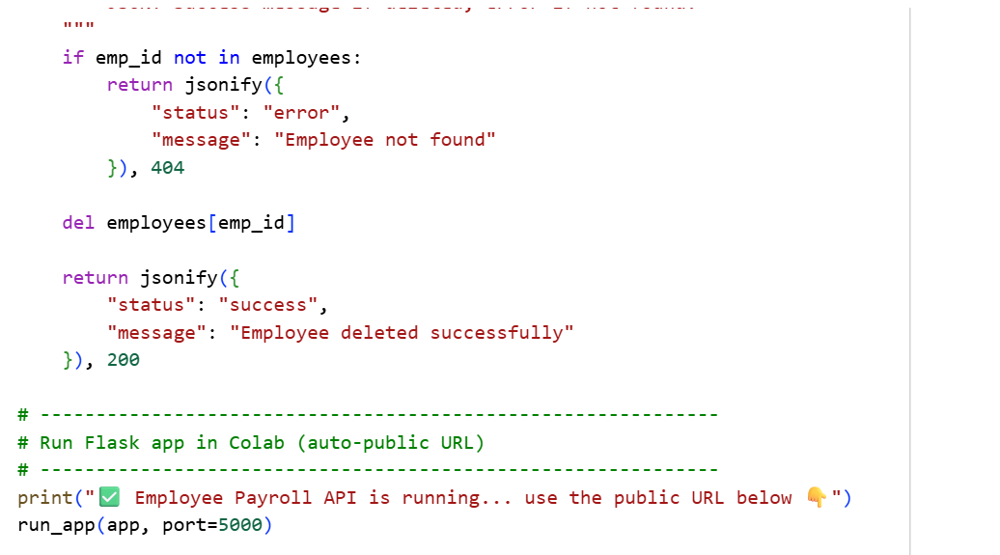 """
    if emp_id not in employees:
        return jsonify({
            "status": "error",
            "message": "Employee not found"
        }), 404

    del employees[emp_id]

    return jsonify({
        "status": "success",
        "message": "Employee deleted successfully"
    }), 200

# -------------------------------------------------------------
# Run Flask app in Colab (auto-public URL)
# -------------------------------------------------------------
print("✅ Employee Payroll API is running... use the public URL below 👇")
run_app(app, port=5000)